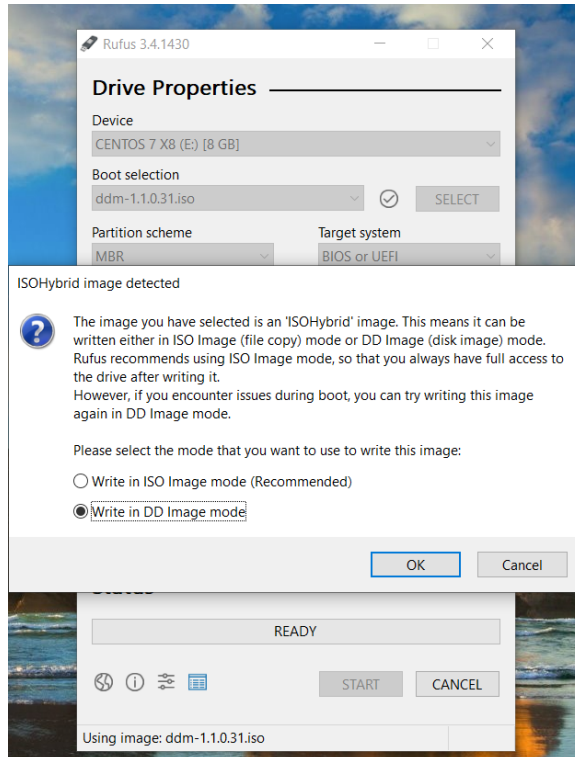 Rufus 3.4.1430
Drive Properties
Device
CENTOS 7 X8 (E:) [8 GB]
Boot selection
ddm-1.1.0.31.iso
SELECT
Partition scheme
Target system
MBR
BIOS or UEFI
ISOHybrid image detected
The image you have selected is an 'ISOHybrid' image. This means it can be
written either in ISO Image (file copy) mode or DD Image (disk image) mode.
Rufus recommends using ISO Image mode, so that you always have full access to
the drive after writing it.
However, if you encounter issues during boot, you can try writing this image
again in DD Image mode.
Please select the mode that you want to use to write this image:
Write in ISO Image mode (Recommended)
Write in DD Image mode
OK
Cancel
Status
READY
START
CANCEL
Using image: ddm-1.1.0.31.iso